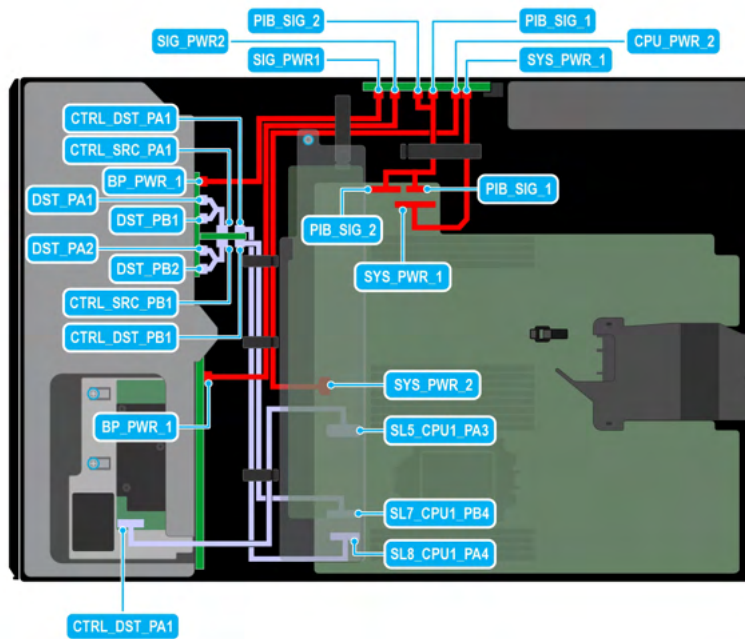 PIB_SIG_2
PIB_SIG_1
SIG_PWR2
CPU_PWR_2
SIG_PWR1
SYS_PWR_1
CTRL_DST_PA1
CTRL_SRC_PA1
BP_PWR_1
DST_PA1
PIB_SIG_1
DST_PB1
PIB_SIG_2
DST_PA2
DST_PB2
SYS_PWR_1
CTRL_SRC_PB1
CTRL_DST_PB1
SYS_PWR_2
BP_PWR_1
SL5_CPU1_PA3
SL7_CPU1_PB4
SL8_CPU1_PA4
CTRL_DST_PA1